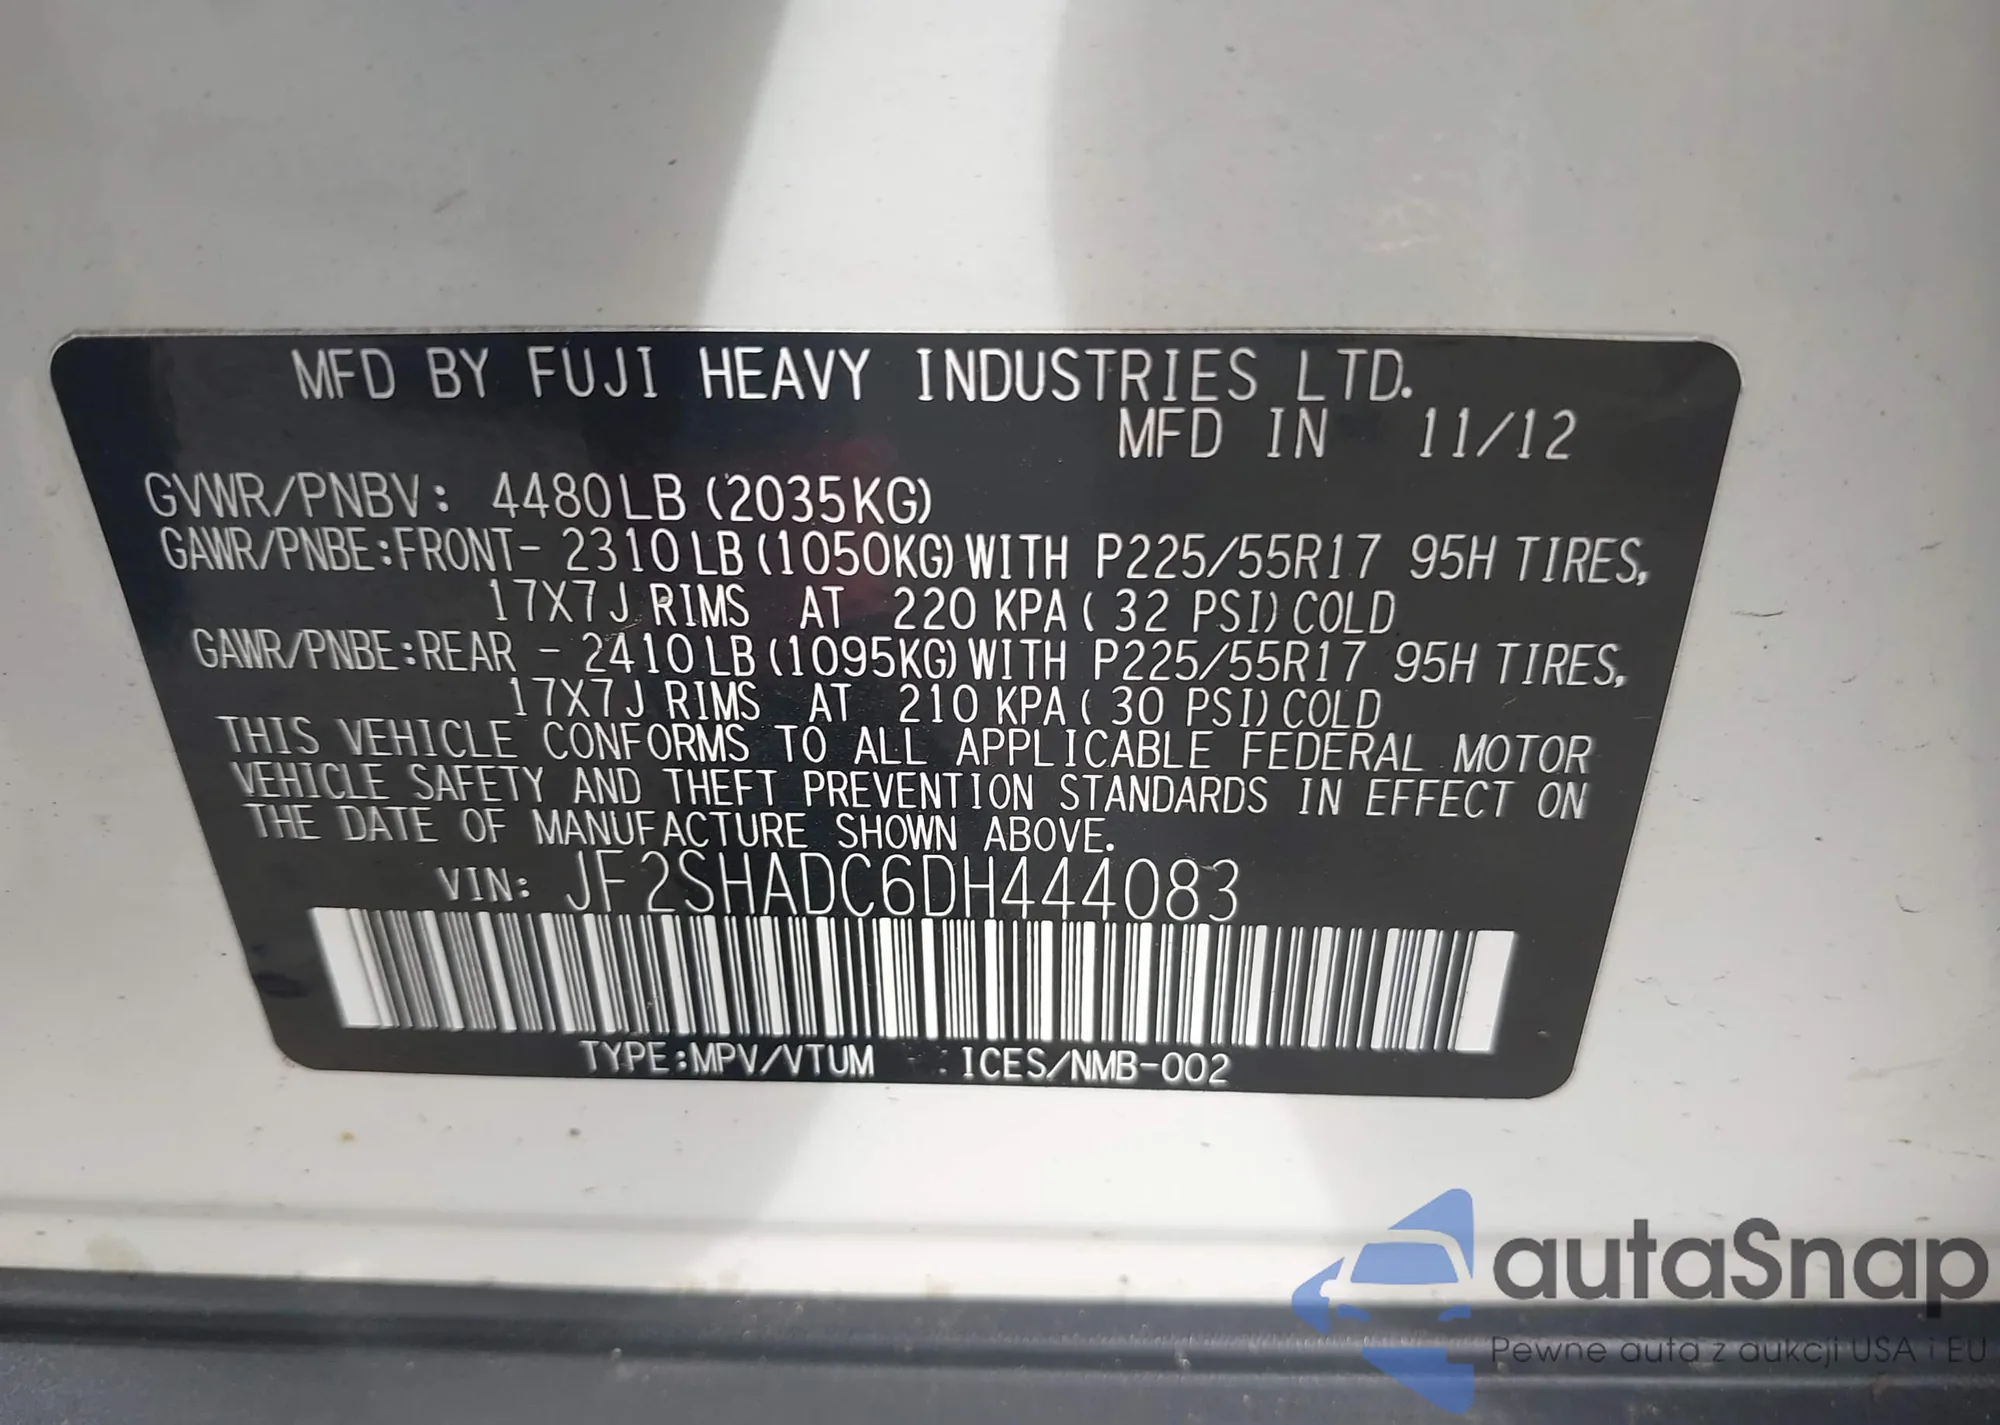 MFD BY FUJI HEAVY INDUSTRIES LTD.
MFD IN 11/12
GVWR/PNBV: 4480LB (2035KG)
GAWR/PNBE:FRONT- 2310LB(1050KG)WITH P225/55R17 95H TIRES,
17X7J RIMS AT 220 KPA( 32 PSI)COLD
GAWR/PNBE:REAR - 2410LB(1095KG)WITH P225/55R17 95H TIRES,
17X7J RIMS AT 210 KPA( 30 PSI)COLD
THIS VEHICLE CONFORMS TO ALL APPLICABLE FEDERAL MOTOR
VEHICLE SAFETY AND THEFT PREVENTION STANDARDS IN EFFECT ON
THE DATE OF MANUFACTURE SHOWN ABOVE.
VIN: JF2SHADC6DH444083
TYPE:MPV/VTUM : ICES/NMB-002
autaSnap
Pewne auta z aukcji USA i EU